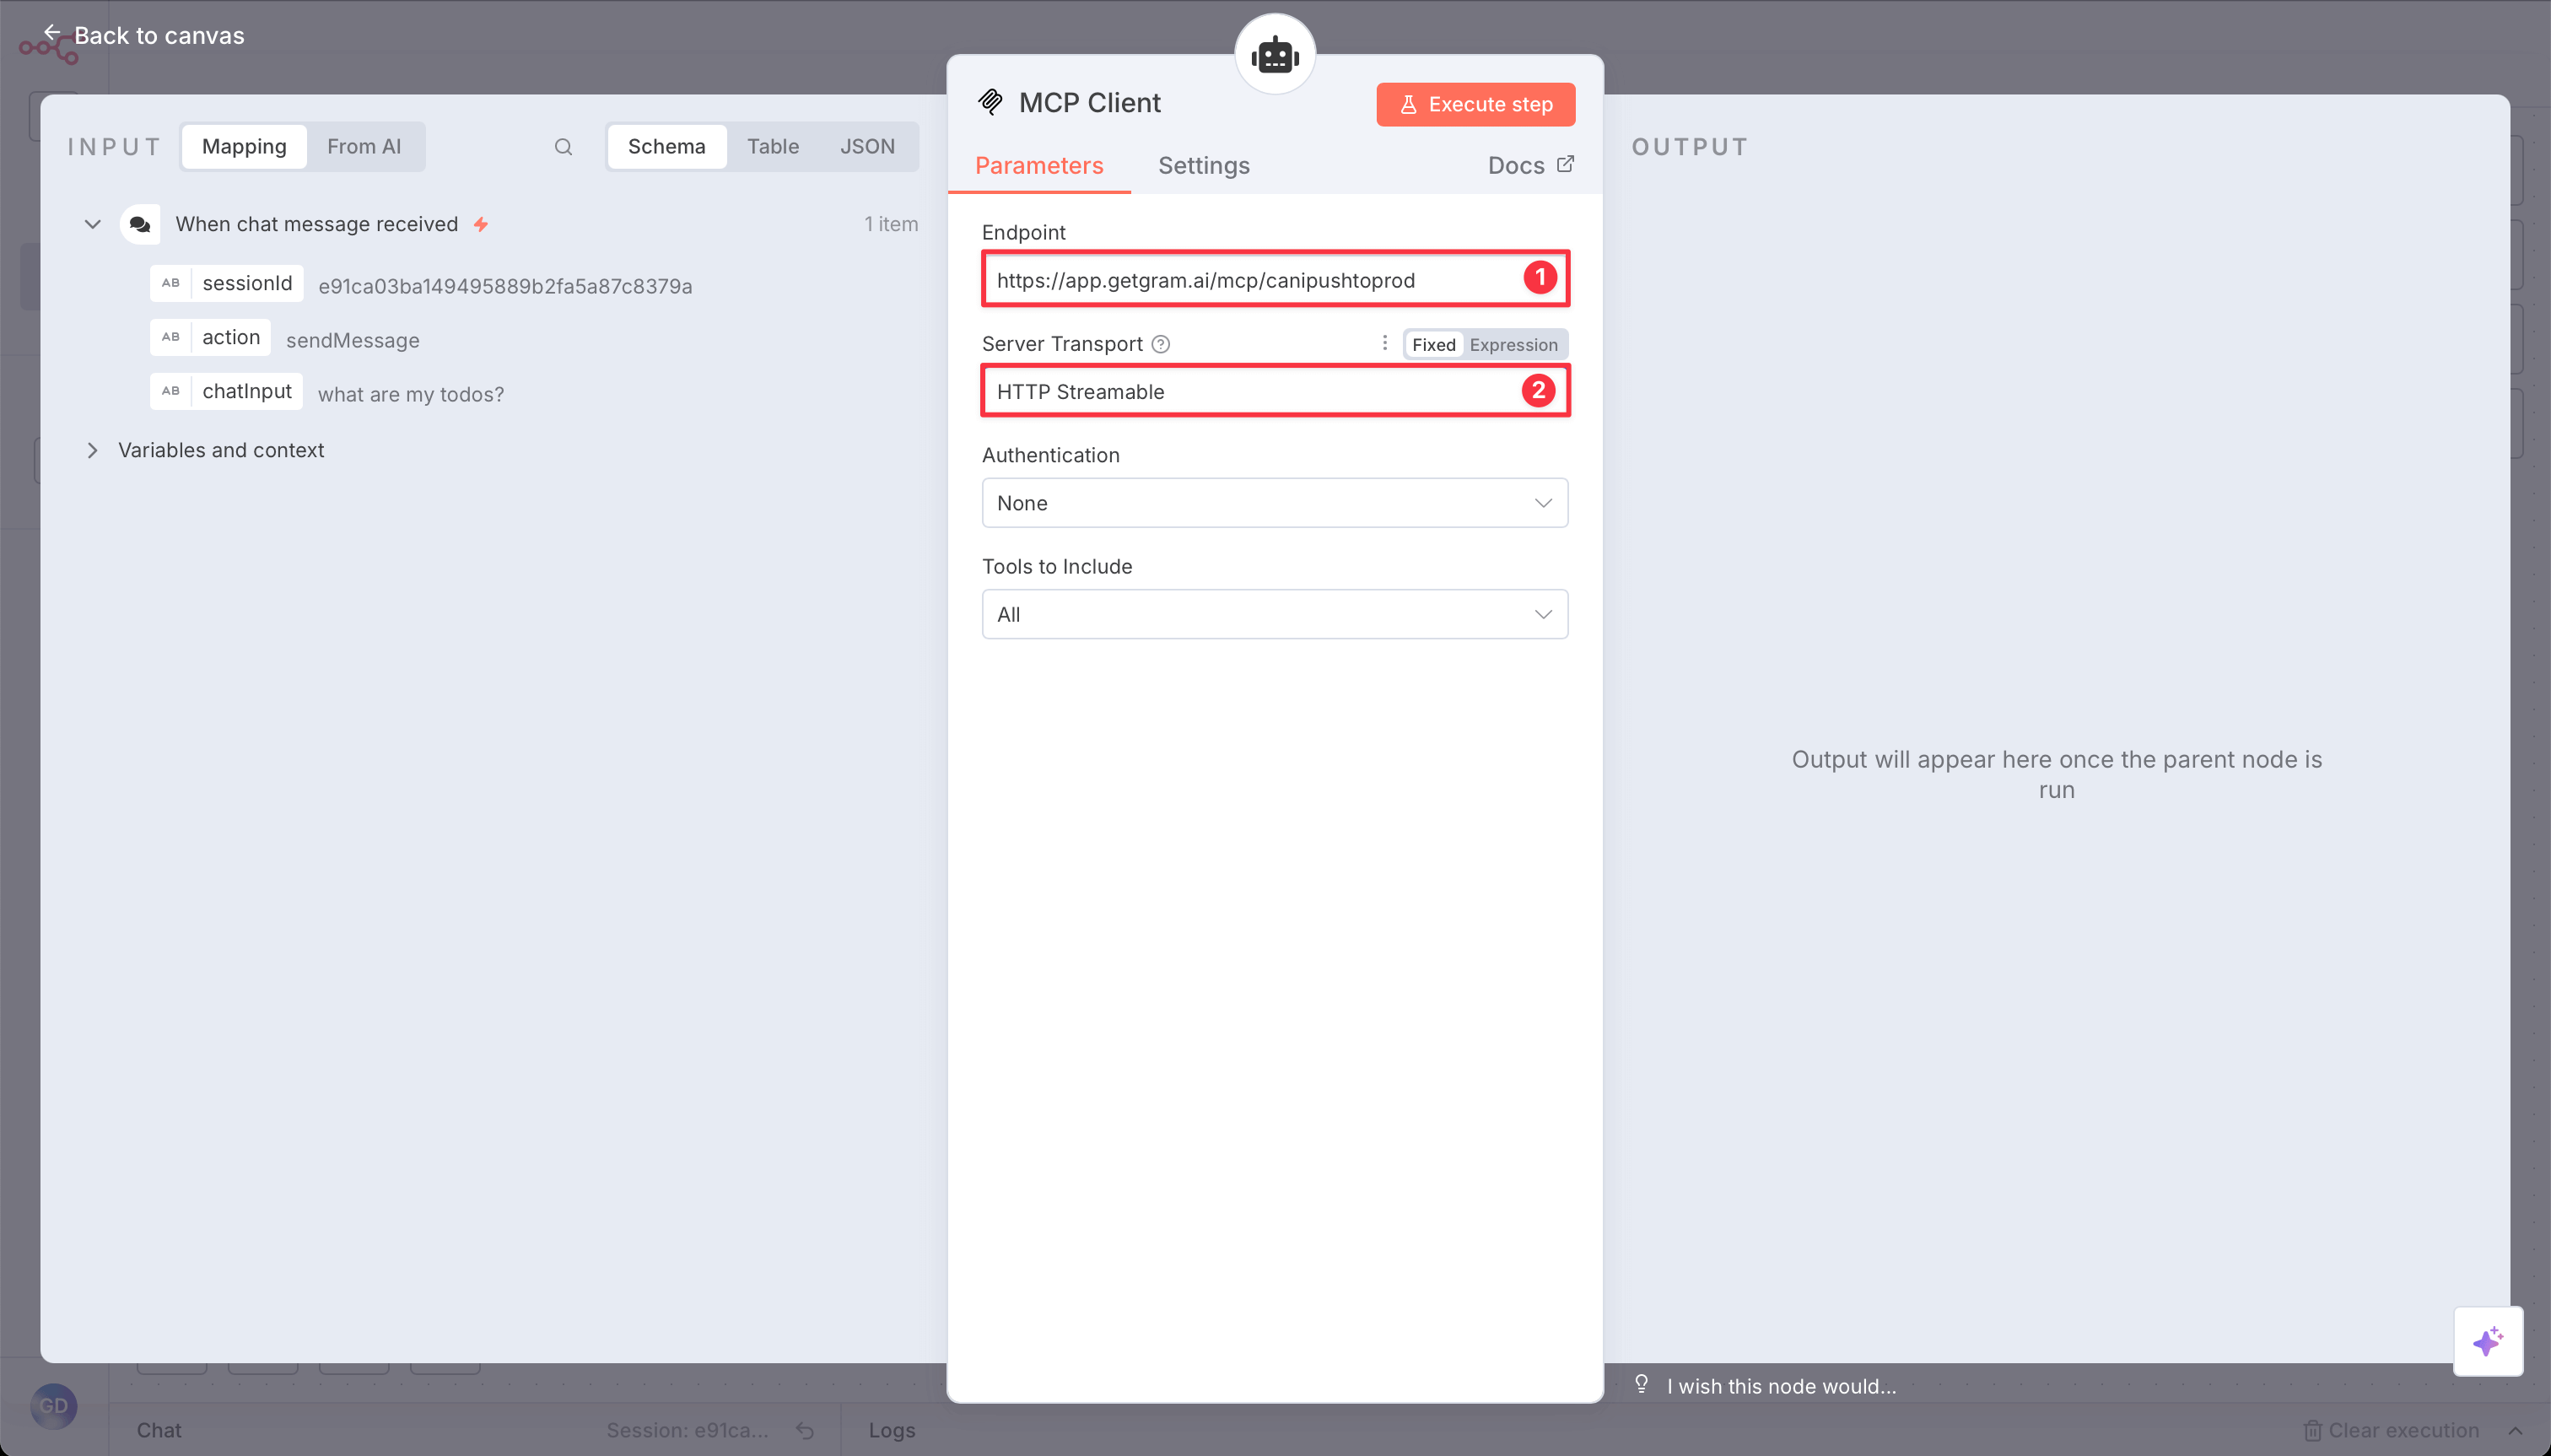 Back to canvas
INPUT
Mapping
From AI
Schema
Table
JSON
When chat message received
1 item
AB sessionId e91ca03ba149495889b2fa5a87c8379a
AB action sendMessage
AB chatInput what are my todos?
Variables and context
MCP Client
Execute step
Parameters
Settings
Docs
Endpoint
https://app.getgram.ai/mcp/canipushtoprod
1
Server Transport
Fixed
Expression
HTTP Streamable
2
Authentication
None
Tools to Include
All
OUTPUT
Output will appear here once the parent node is
run
I wish this node would...
GD
Chat
Session: e91ca...
Logs
Clear execution